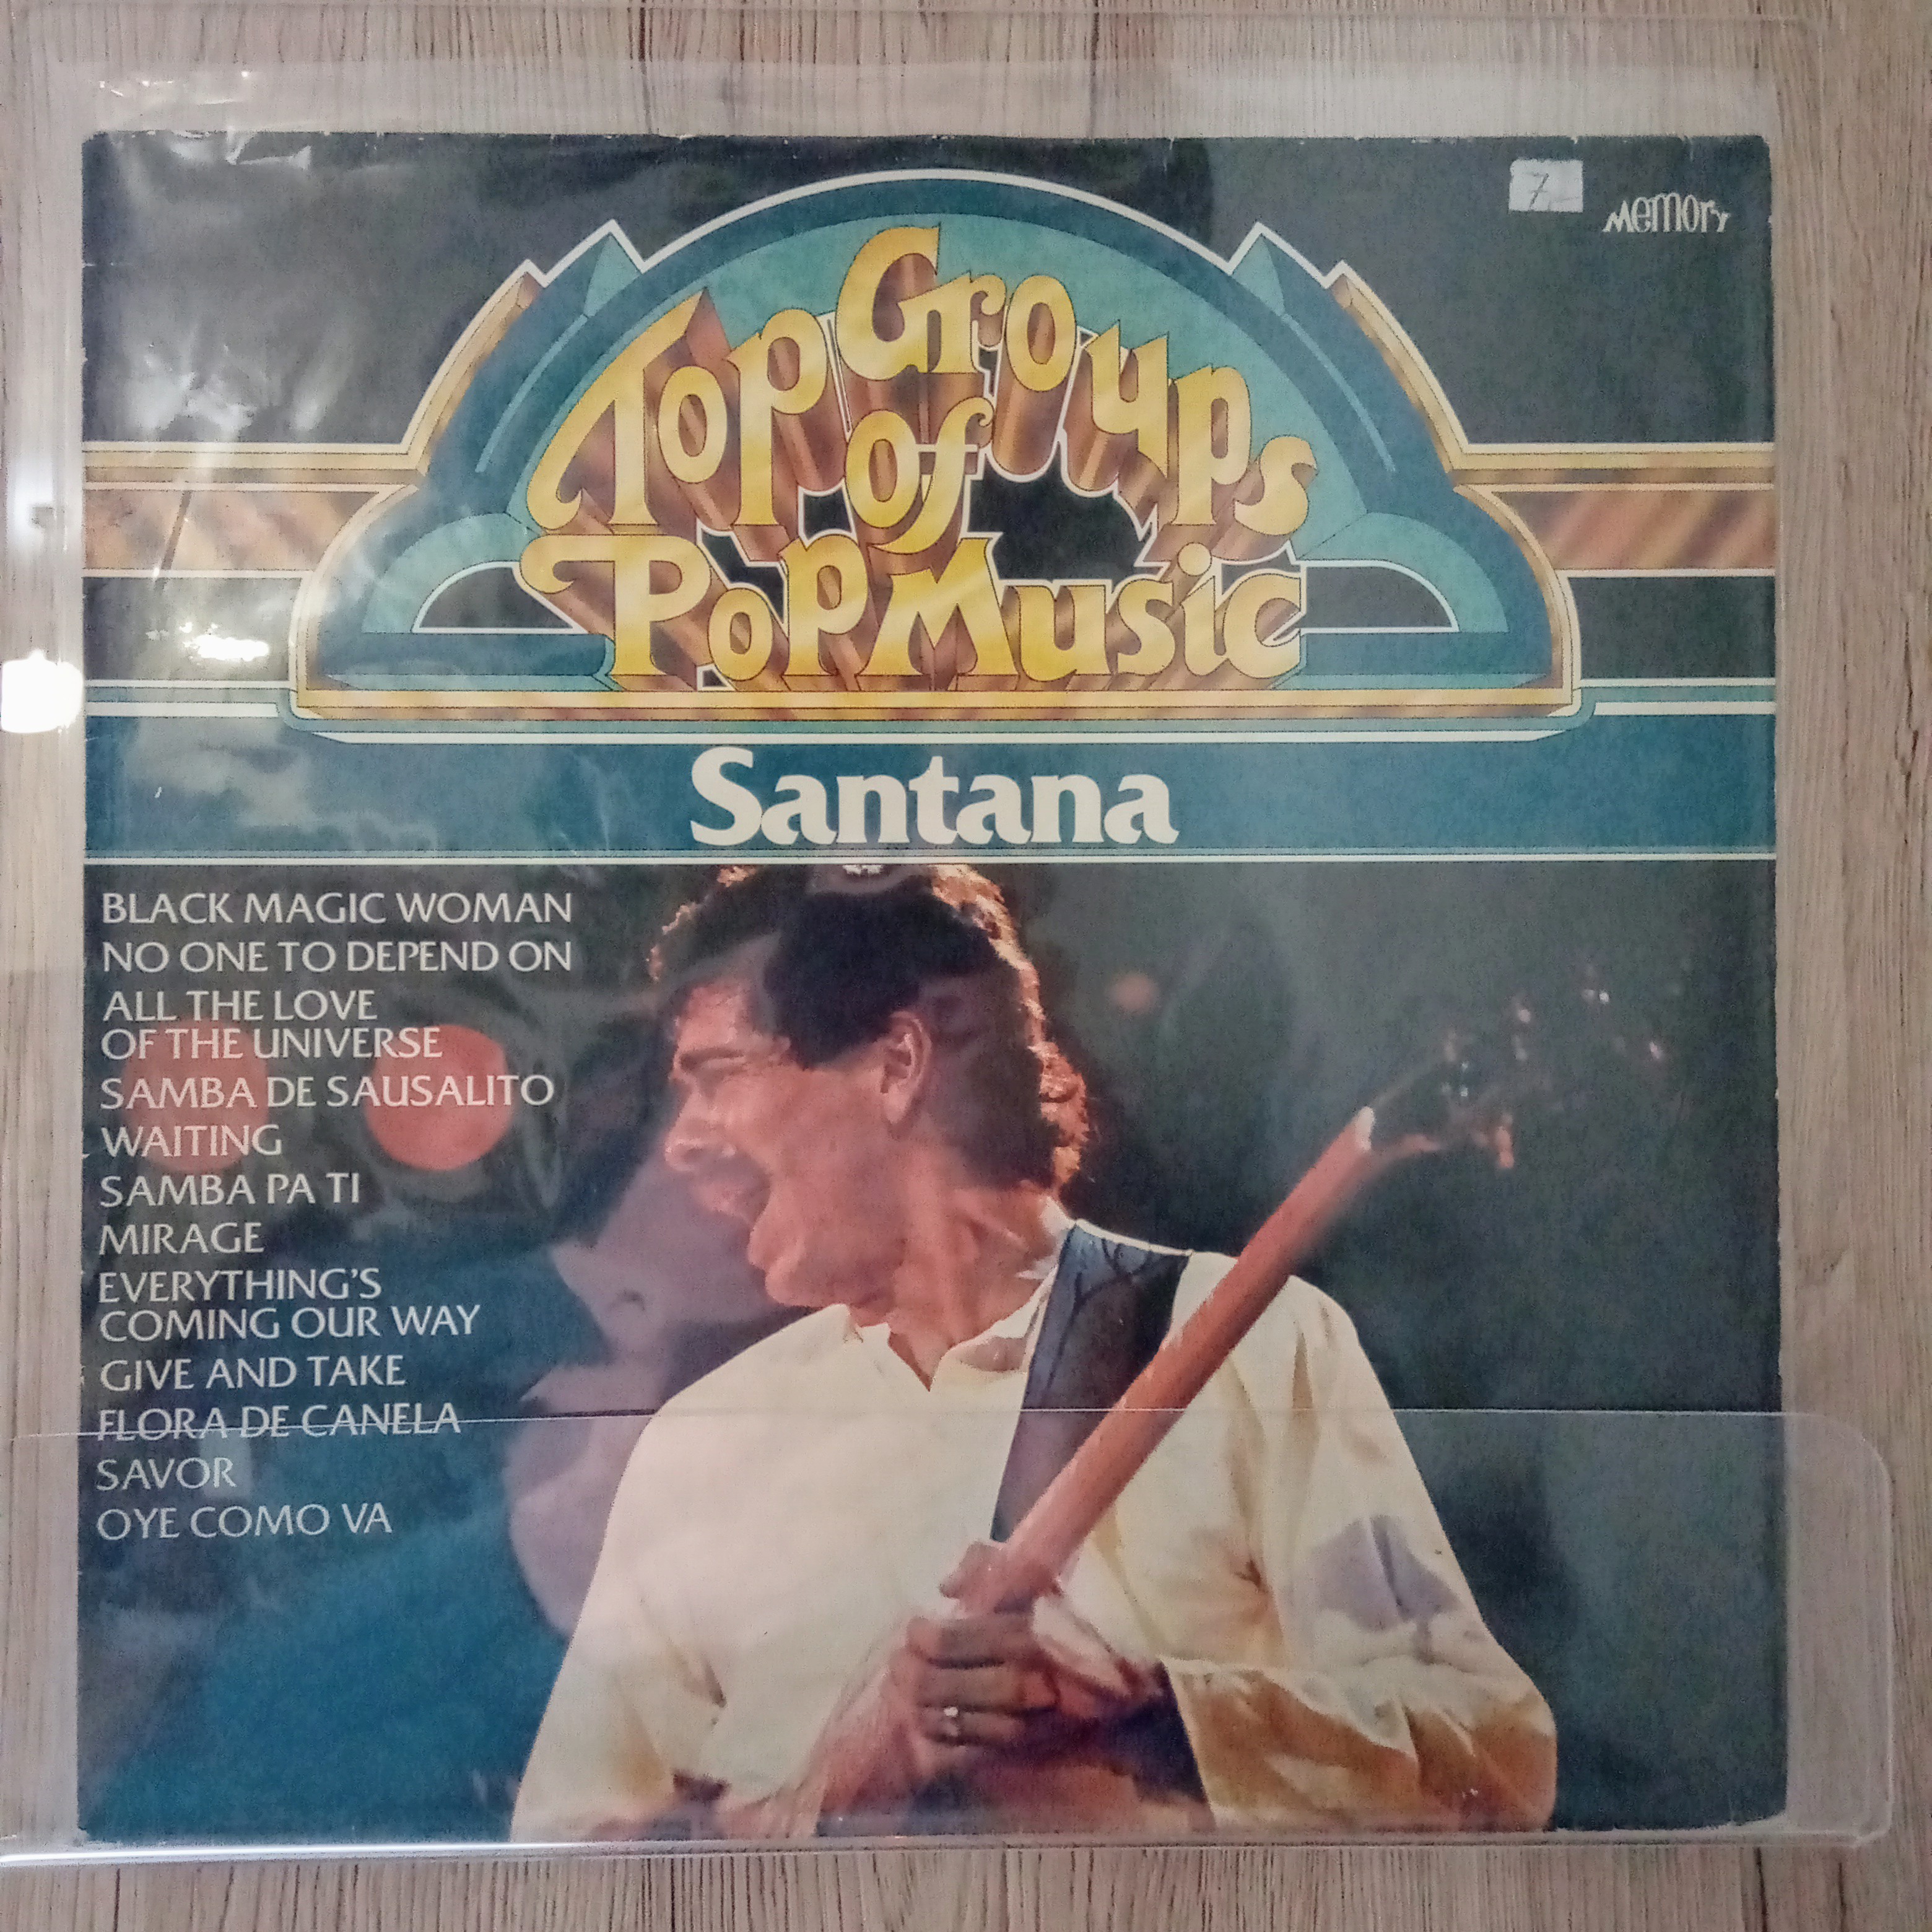 7,-
memory
Top Groups
of
Pop Music
Santana
BLACK MAGIC WOMAN
NO ONE TO DEPEND ON
ALL THE LOVE
OF THE UNIVERSE
SAMBA DE SAUSALITO
WAITING
SAMBA PA TI
MIRAGE
EVERYTHING'S
COMING OUR WAY
GIVE AND TAKE
FLORA DE CANELA
SAVOR
OYE COMO VA